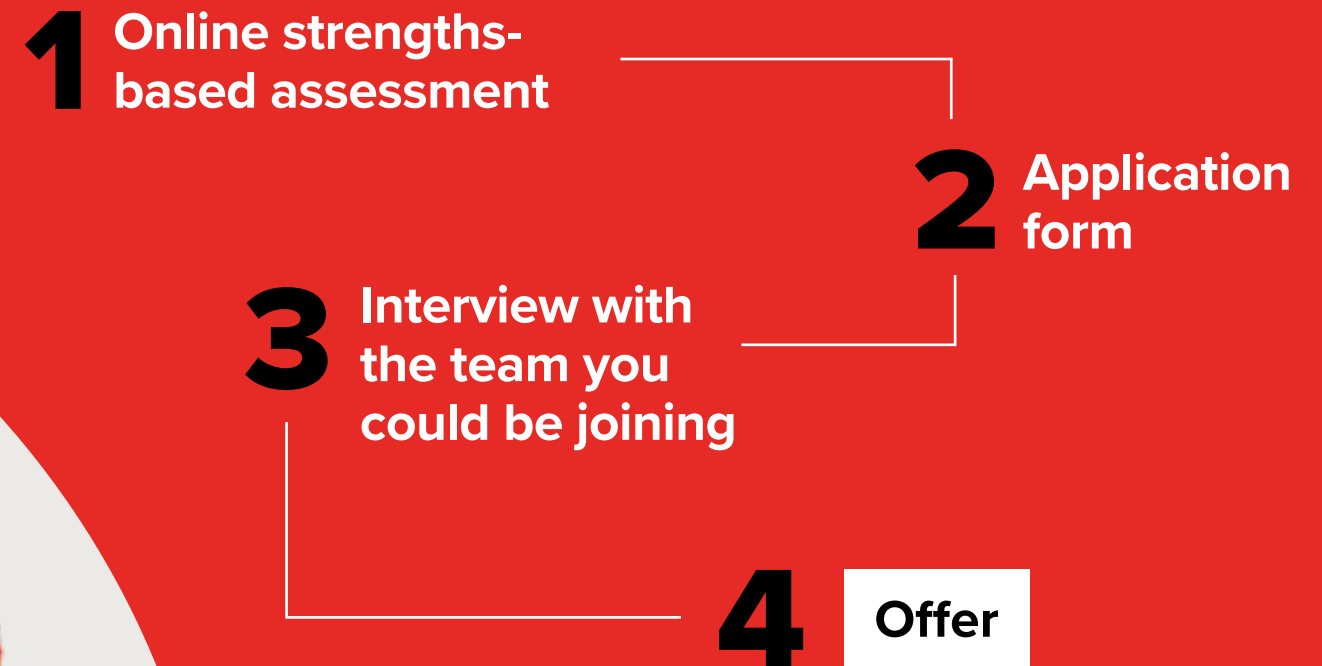 1 Online strengths-
based assessment
2 Application
form
3 Interview with
the team you
could be joining
4 Offer